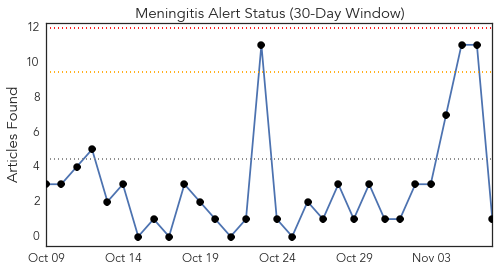 Meningitis Alert Status (30-Day Window)
Articles Found
12
10
8
6
4
2
0
Oct 09 Oct 14 Oct 19 Oct 24 Oct 29 Nov 03